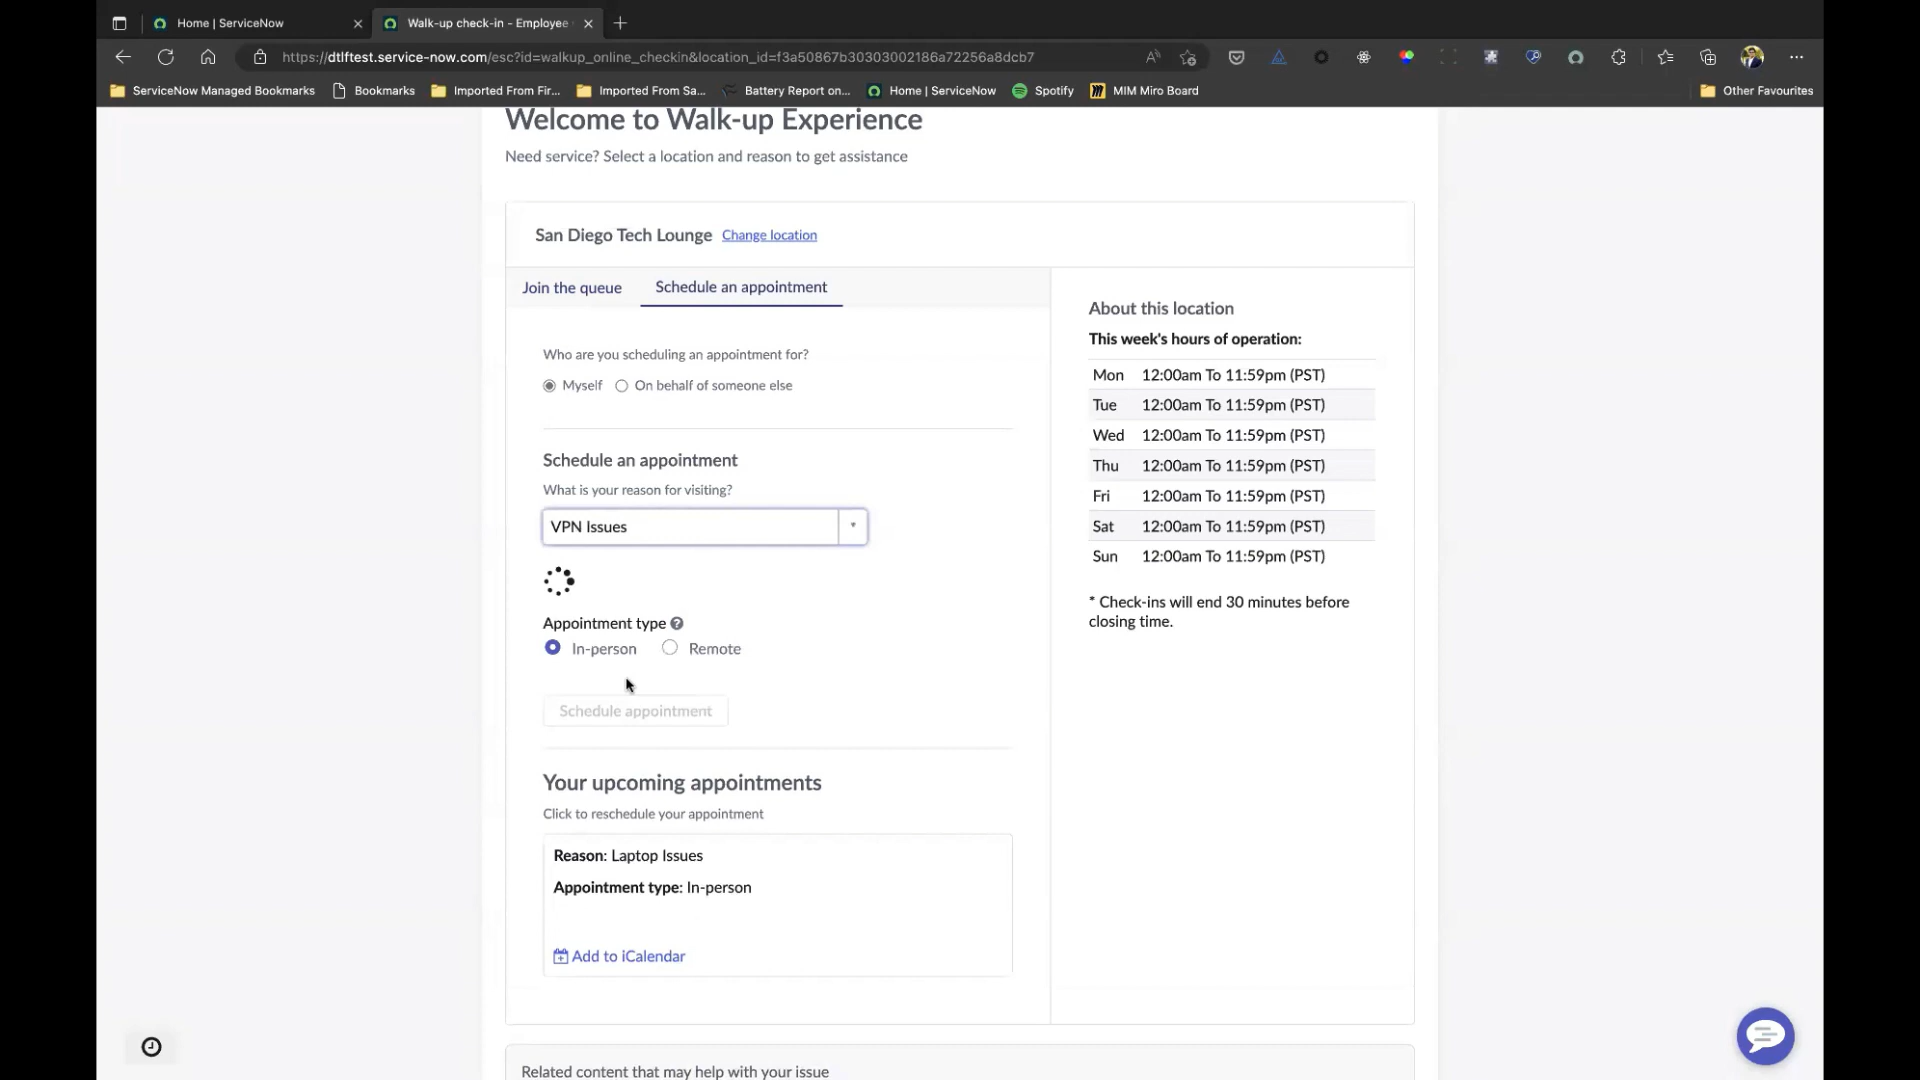 Home | ServiceNow
Walk-up check-in - Employee
https://dtlftest.service-now.com/esc?id=walkup_online_checkin&location_id=f3a50867b30303002186a72256a8dcb7
ServiceNow Managed Bookmarks Bookmarks Imported From Fir... Imported From Sa... Battery Report on... Home | ServiceNow Spotify MIM Miro Board Other Favourites
Welcome to Walk-up Experience
Need service? Select a location and reason to get assistance
San Diego Tech Lounge Change location
Join the queue Schedule an appointment
Who are you scheduling an appointment for?
Myself On behalf of someone else
Schedule an appointment
What is your reason for visiting?
VPN Issues
Appointment type
In-person Remote
Schedule appointment
Your upcoming appointments
Click to reschedule your appointment
Reason: Laptop Issues
Appointment type: In-person
Add to iCalendar
About this location
This week's hours of operation:
Mon 12:00am To 11:59pm (PST)
Tue 12:00am To 11:59pm (PST)
Wed 12:00am To 11:59pm (PST)
Thu 12:00am To 11:59pm (PST)
Fri 12:00am To 11:59pm (PST)
Sat 12:00am To 11:59pm (PST)
Sun 12:00am To 11:59pm (PST)
* Check-ins will end 30 minutes before
closing time.
Related content that may help with your issue